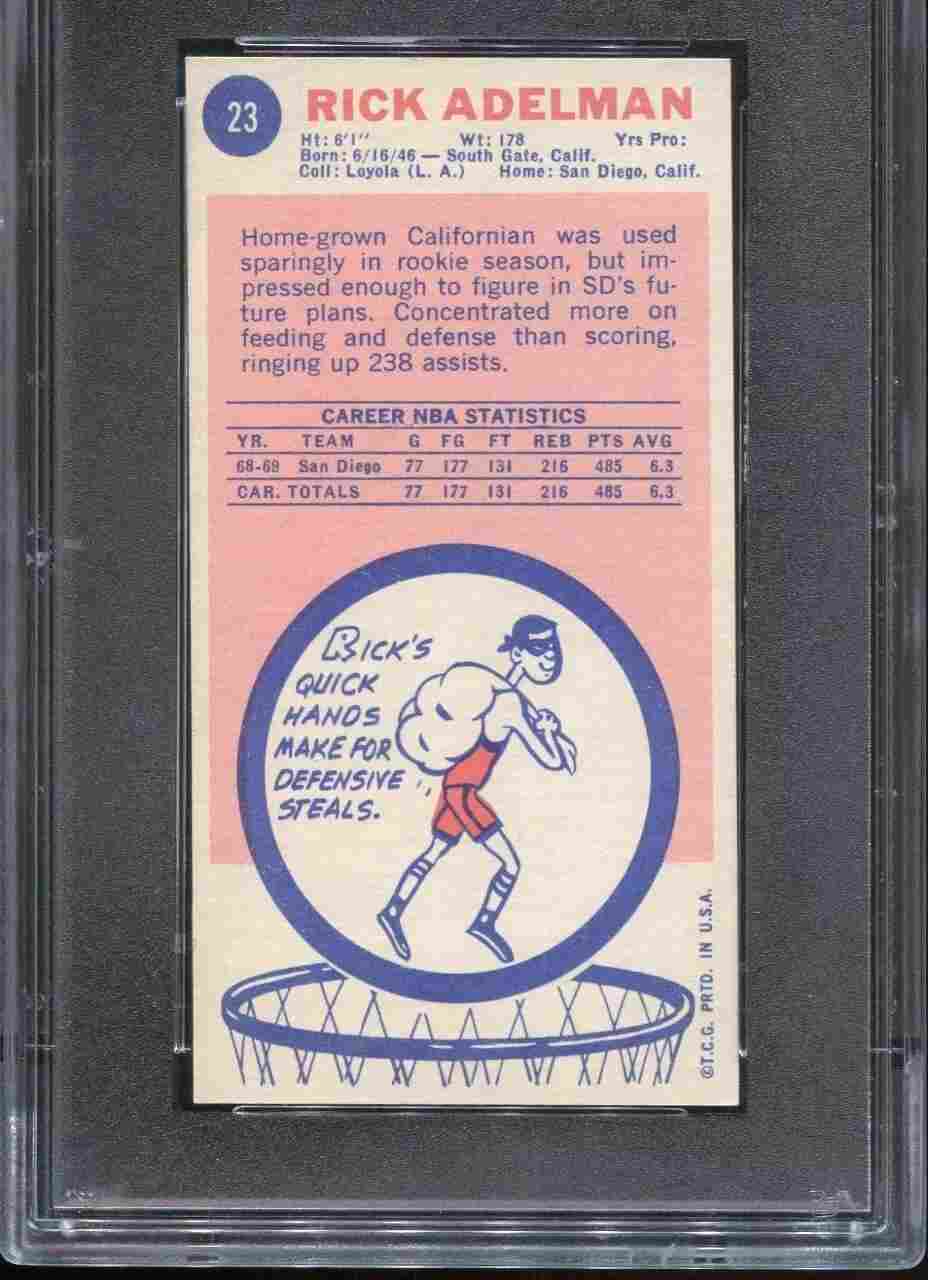 23
RICK ADELMAN
Ht: 6'1" Wt: 178 Yrs Pro:
Born: 6/16/46 — South Gate, Calif.
Coll: Loyola (L. A.) Home: San Diego, Calif.
Home-grown Californian was used
sparingly in rookie season, but im-
pressed enough to figure in SD's fu-
ture plans. Concentrated more on
feeding and defense than scoring,
ringing up 238 assists.
CAREER NBA STATISTICS
YR. TEAM G FG FT REB PTS AVG
68-69 San Diego 77 177 131 216 485 6.3
CAR. TOTALS 77 177 131 216 485 6.3
RICK'S
QUICK
HANDS
MAKE FOR
DEFENSIVE
STEALS.
©T.C.G. PRTD. IN U.S.A.